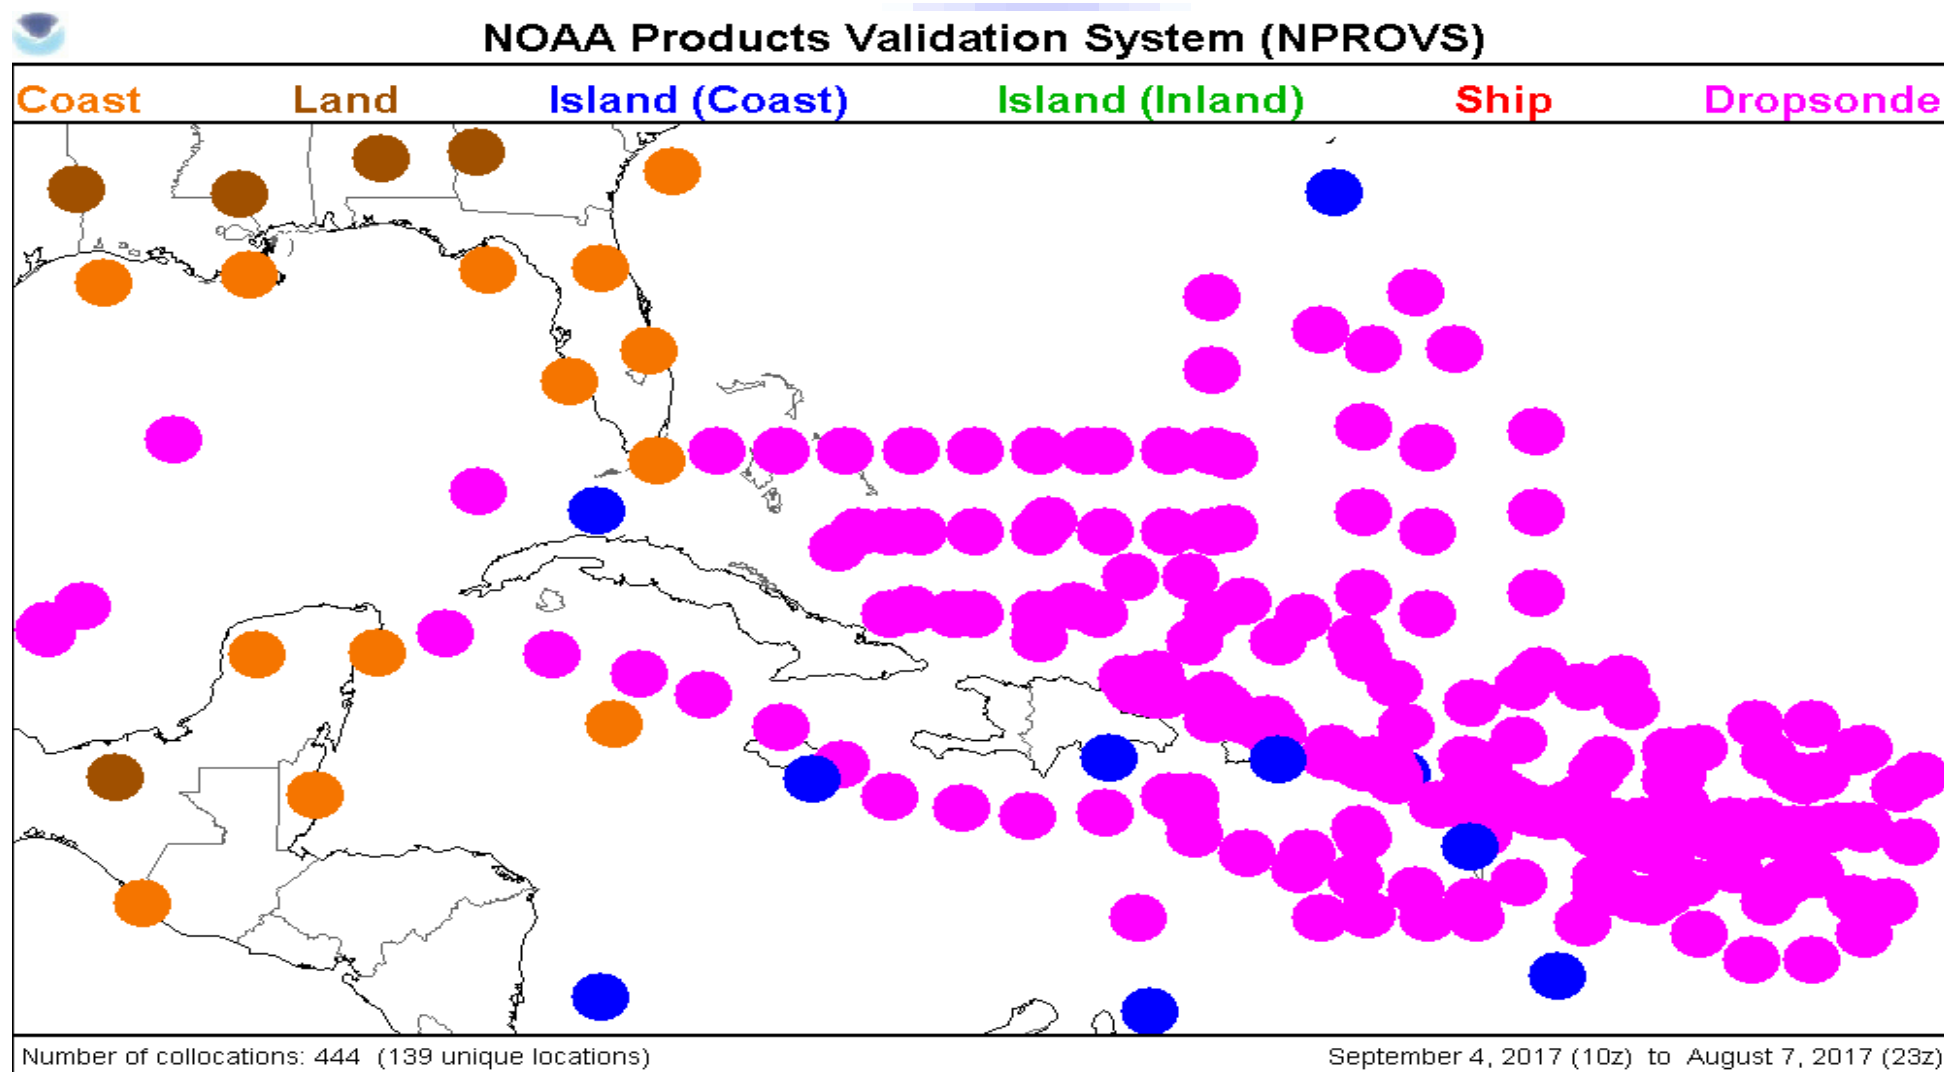 NOAA Products Validation System (NPROVS)
Coast Land Island (Coast) Island (Inland) Ship Dropsonde
Number of collocations: 444 (139 unique locations) September 4, 2017 (10z) to August 7, 2017 (23z)